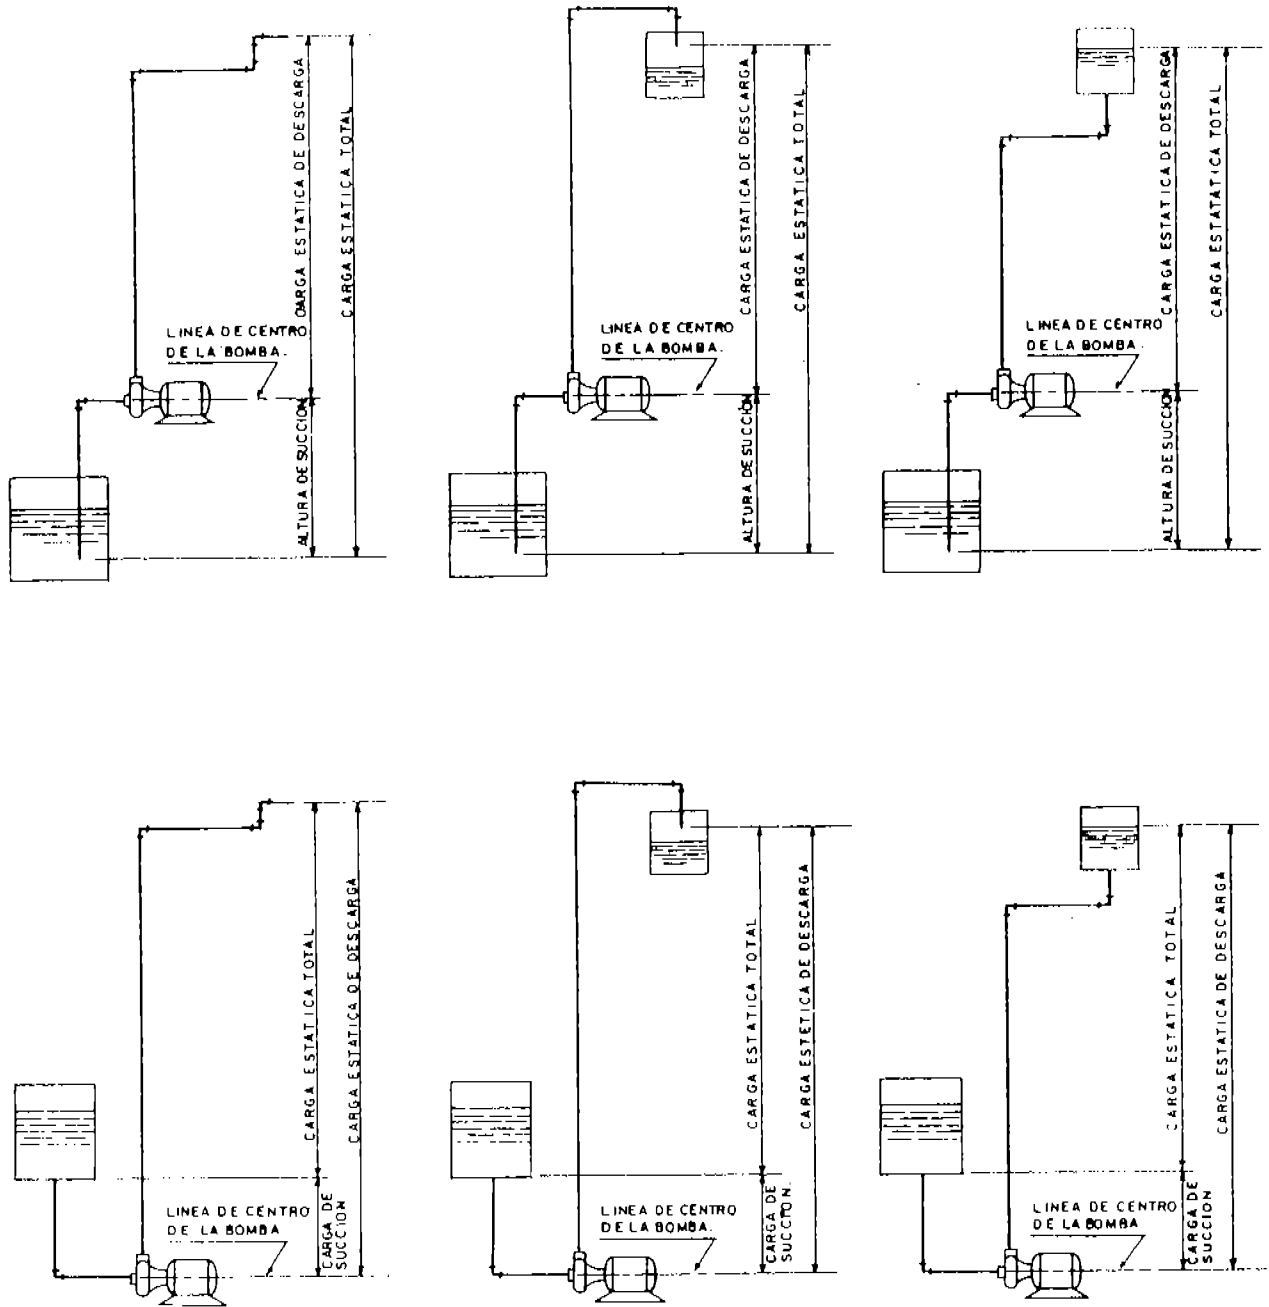 CARGA ESTATICA DE DESCARGA
CARGA ESTATICA TOTAL
LINEA DE CENTRO
DE LA BOMBA.
ALTURA DE SUCCION
CARGA ESTATICA DE DESCARGA
CARGA ESTATICA TOTAL
LINEA DE CENTRO
DE LA BOMBA.
ALTURA DE SUCCION
CARGA ESTATICA DE DESCARGA
CARGA ESTATATICA TOTAL
LINEA DE CENTRO
DE LA BOMBA.
ALTURA DE SUCCION
CARGA ESTATICA TOTAL
CARGA ESTATICA DE DESCARGA
LINEA DE CENTRO
DE LA BOMBA
CARGA DE
SUCCION
CARGA ESTATICA TOTAL
CARGA ESTETICA DE DESCARGA
LINEA DE CENTRO
DE LA BOMBA.
CARGA DE
SUCCION.
CARGA ESTATICA TOTAL
CARGA ESTATICA DE DESCARGA
LINEA DE CENTRO
DE LA BOMBA
CARGA DE
SUCCION